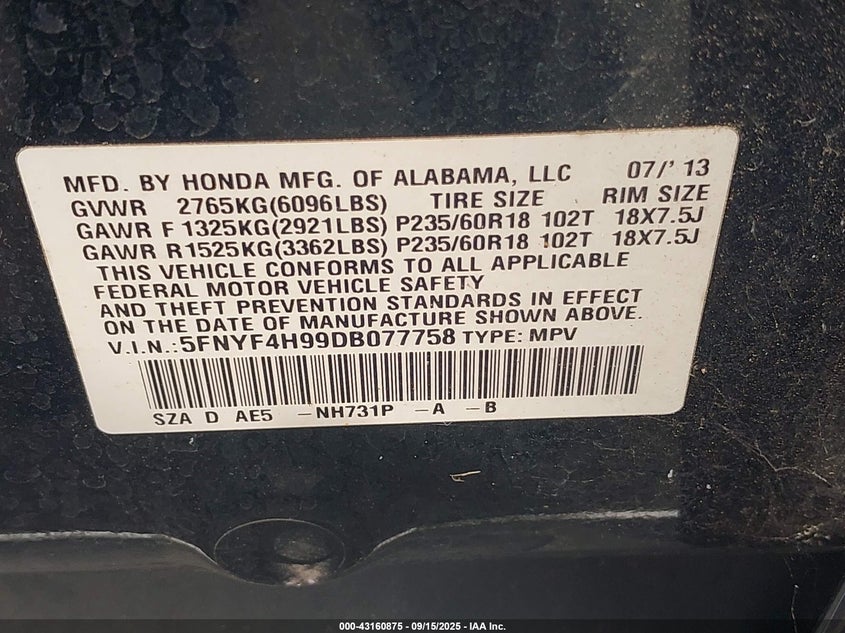 MFD. BY HONDA MFG. OF ALABAMA, LLC 07/'13
GVWR 2765KG(6096LBS) TIRE SIZE RIM SIZE
GAWR F 1325KG(2921LBS) P235/60R18 102T 18X7.5J
GAWR R 1525KG(3362LBS) P235/60R18 102T 18X7.5J
THIS VEHICLE CONFORMS TO ALL APPLICABLE
FEDERAL MOTOR VEHICLE SAFETY
AND THEFT PREVENTION STANDARDS IN EFFECT
ON THE DATE OF MANUFACTURE SHOWN ABOVE.
V.I.N.:5FNYF4H99DB077758 TYPE: MPV
SZA D AE5 -NH731P -A -B
000-43160875 - 09/15/2025 - IAA Inc.